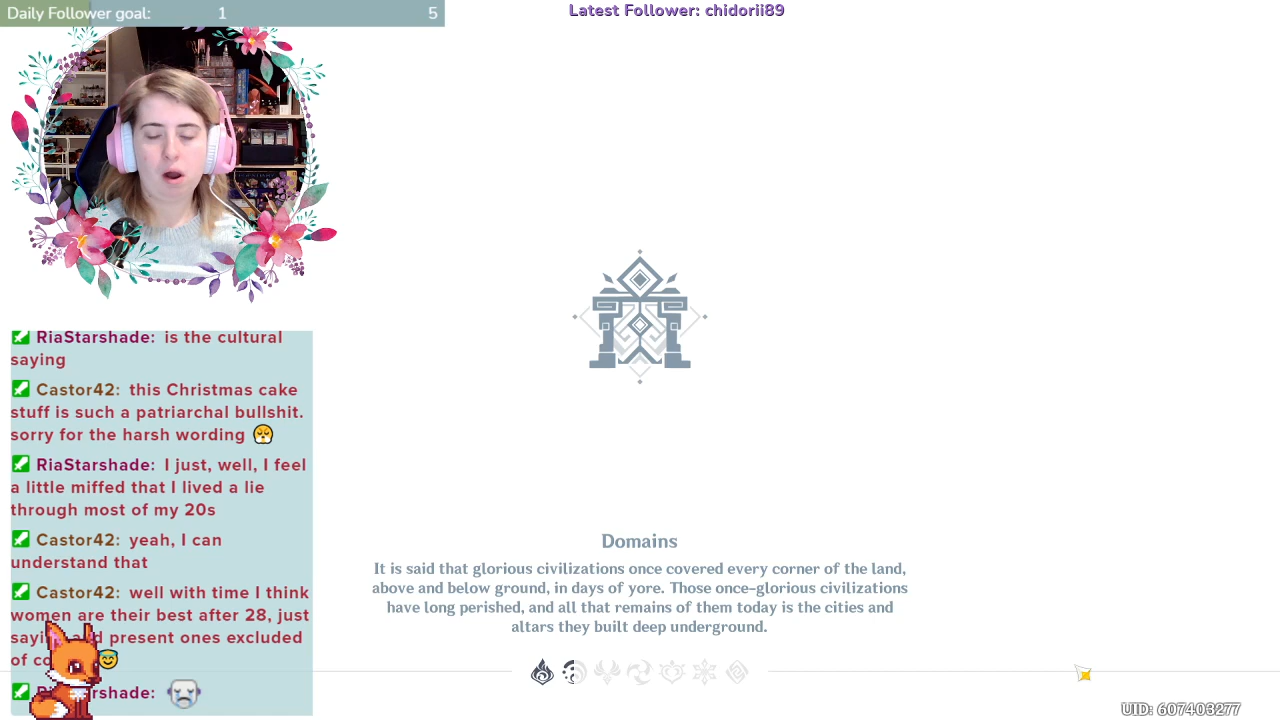 Daily Follower goal: 1 5
Latest Follower: chidorii89
RiaStarshade: is the cultural
saying
Castor42: this Christmas cake
stuff is such a patriarchal bullshit.
sorry for the harsh wording
RiaStarshade: I just, well, I feel
a little miffed that I lived a lie
through most of my 20s
Castor42: yeah, I can
understand that
Castor42: well with time I think
women are their best after 28, just
present ones excluded
of
Domains
It is said that glorious civilizations once covered every corner of the land,
above and below ground, in days of yore. Those once-glorious civilizations
have long perished, and all that remains of them today is the cities and
altars they built deep underground.
UID: 607403277